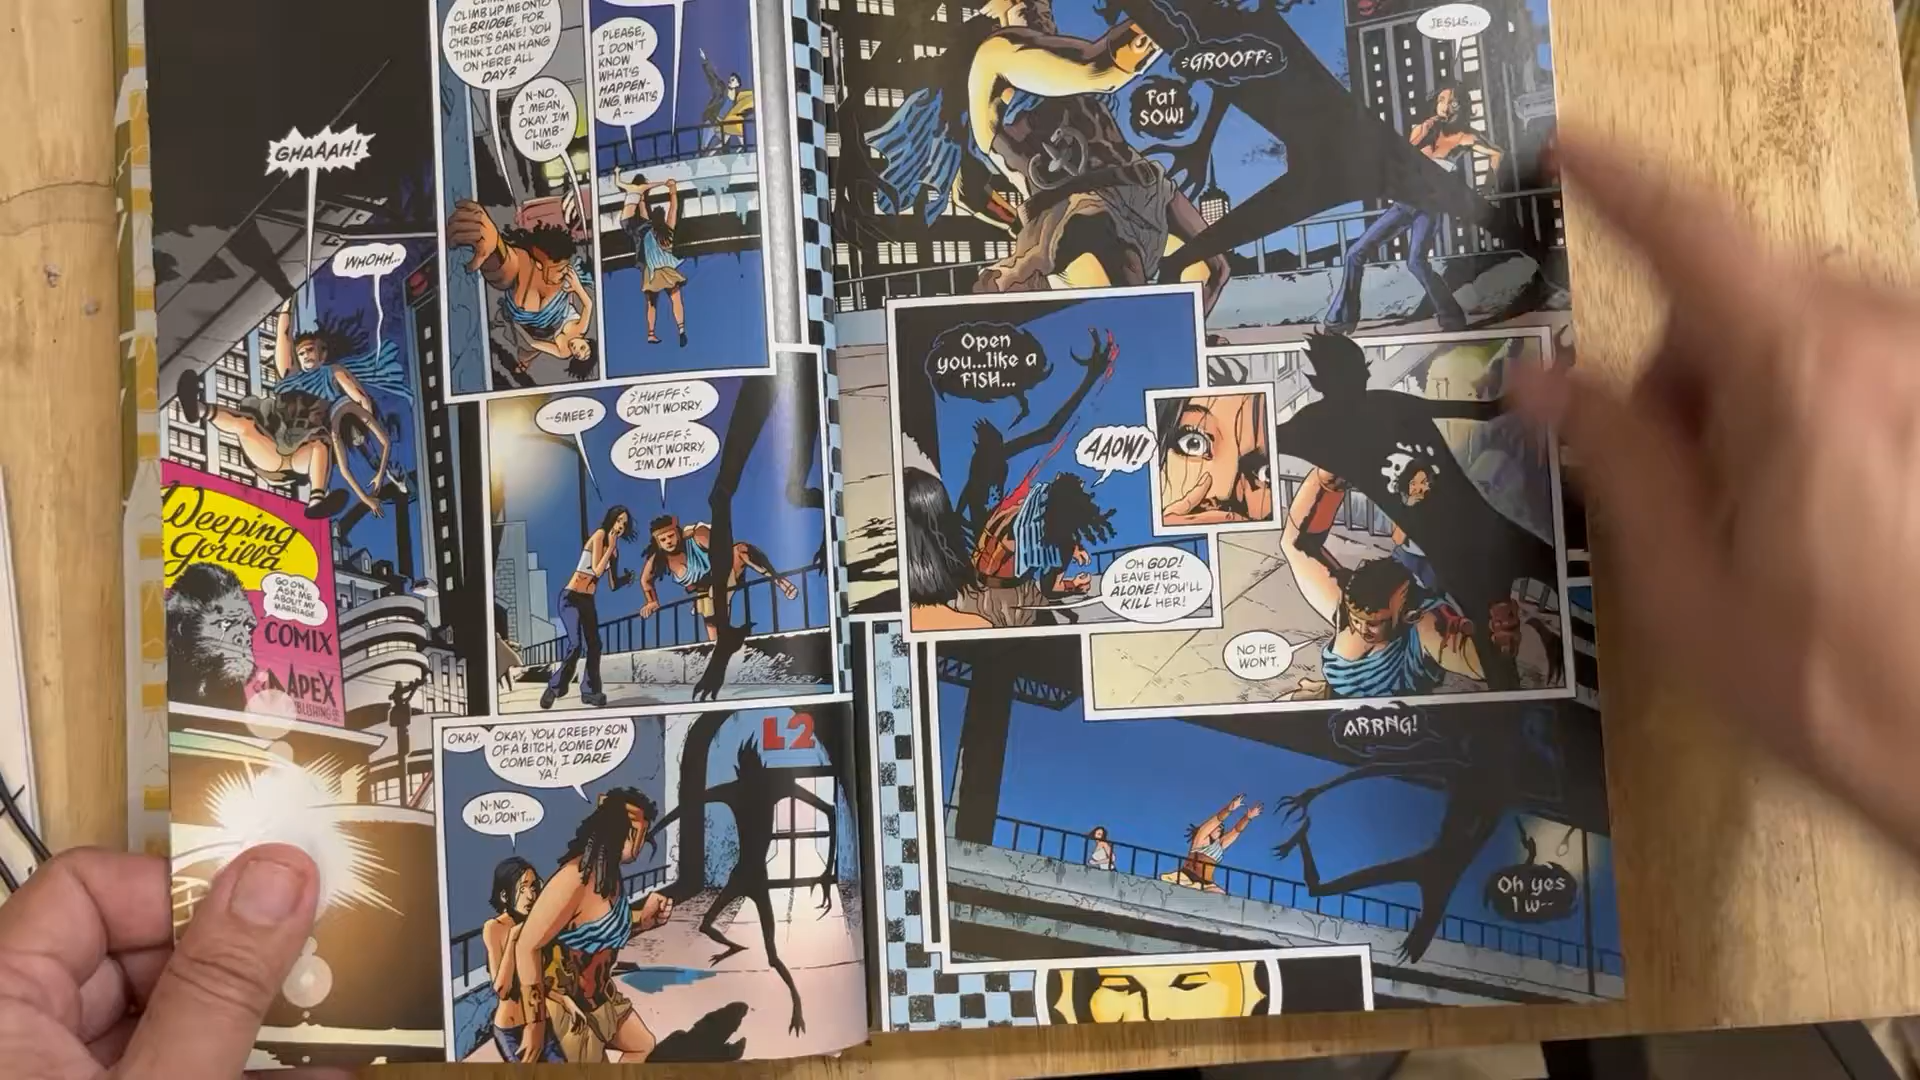 CLIMB UP ME ONTO
THE BRIDGE, FOR
CHRIST'S SAKE! YOU
THINK I CAN HANG
ON HERE ALL
DAY?
N-NO.
I MEAN,
OKAY. I'M
CLIMB-
ING...
PLEASE,
I DON'T
KNOW
WHAT'S
HAPPEN-
ING. WHAT'S
A--
GHAAAH!
WHOHH...
Weeping
Gorilla
GO ON.
ASK ME
ABOUT MY
MARRIAGE
COMIX
APEX
--SMEE?
HUFFF
DON'T WORRY.
HUFFF
DON'T WORRY,
I'M ON IT...
OKAY.
OKAY, YOU CREEPY SON
OF A BITCH, COME ON!
COME ON, I DARE
YA!
N-NO.
NO, DON'T...
L2
GROOFF
Fat
SOW!
JESUS...
Open
you...like a
FISH...
AAOW!
OH GOD!
LEAVE HER
ALONE! YOU'LL
KILL HER!
NO HE
WON'T.
ARRNG!
Oh yes
I w--